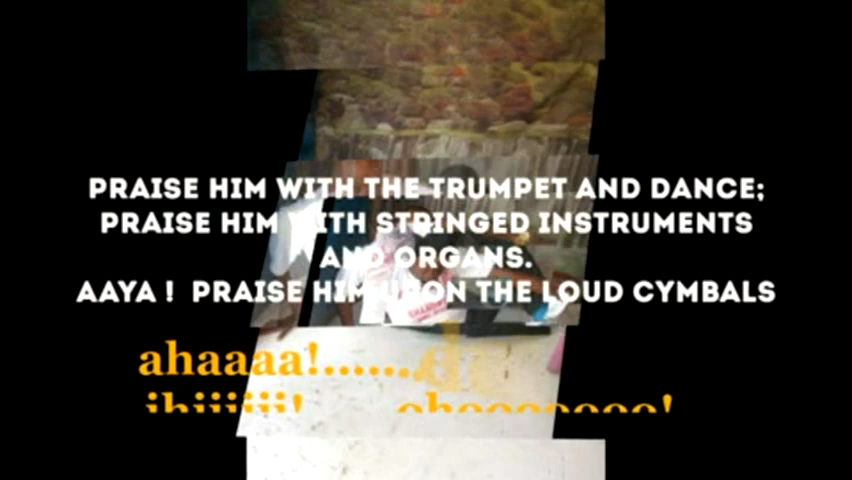 PRAISE HIM WITH THE TRUMPET AND DANCE;
PRAISE HIM WITH STRINGED INSTRUMENTS
AND ORGANS.
AAYA ! PRAISE HIM UPON THE LOUD CYMBALS
ahaaaa!.......